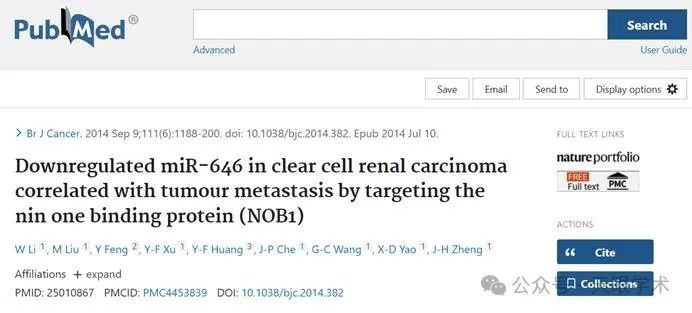 PubMed®
Search
Advanced
User Guide
Save
Email
Send to
Display options
Br J Cancer. 2014 Sep 9;111(6):1188-200. doi: 10.1038/bjc.2014.382. Epub 2014 Jul 10.
Downregulated miR-646 in clear cell renal carcinoma
correlated with tumour metastasis by targeting the
nin one binding protein (NOB1)
W Li 1, M Liu 1, Y Feng 2, Y-F Xu 1, Y-F Huang 3, J-P Che 1, G-C Wang 1, X-D Yao 1, J-H Zheng 1
Affiliations + expand
PMID: 25010867 PMCID: PMC4453839 DOI: 10.1038/bjc.2014.382
FULL TEXT LINKS
nature portfolio
FREE
Full text
PMC
ACTIONS
Cite
Collections
公众号
学术